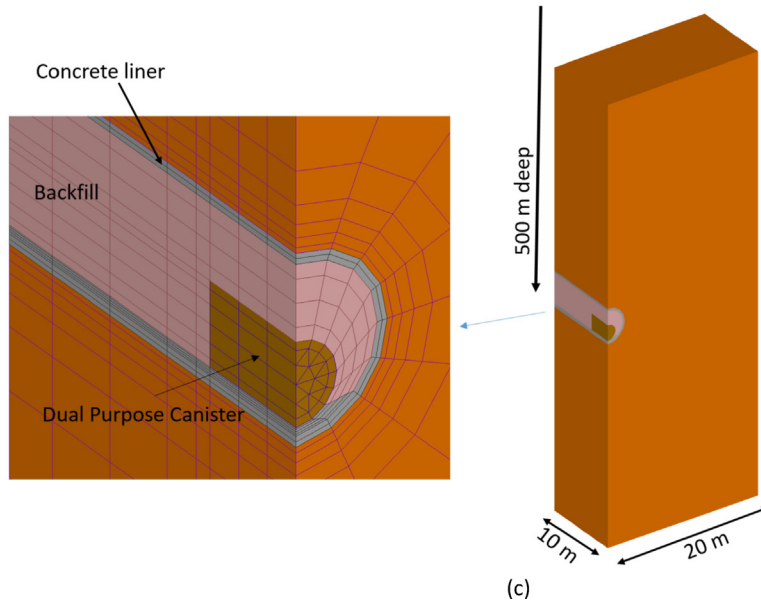 Concrete liner
Backfill
Dual Purpose Canister
500 m deep
10 m
20 m
(c)